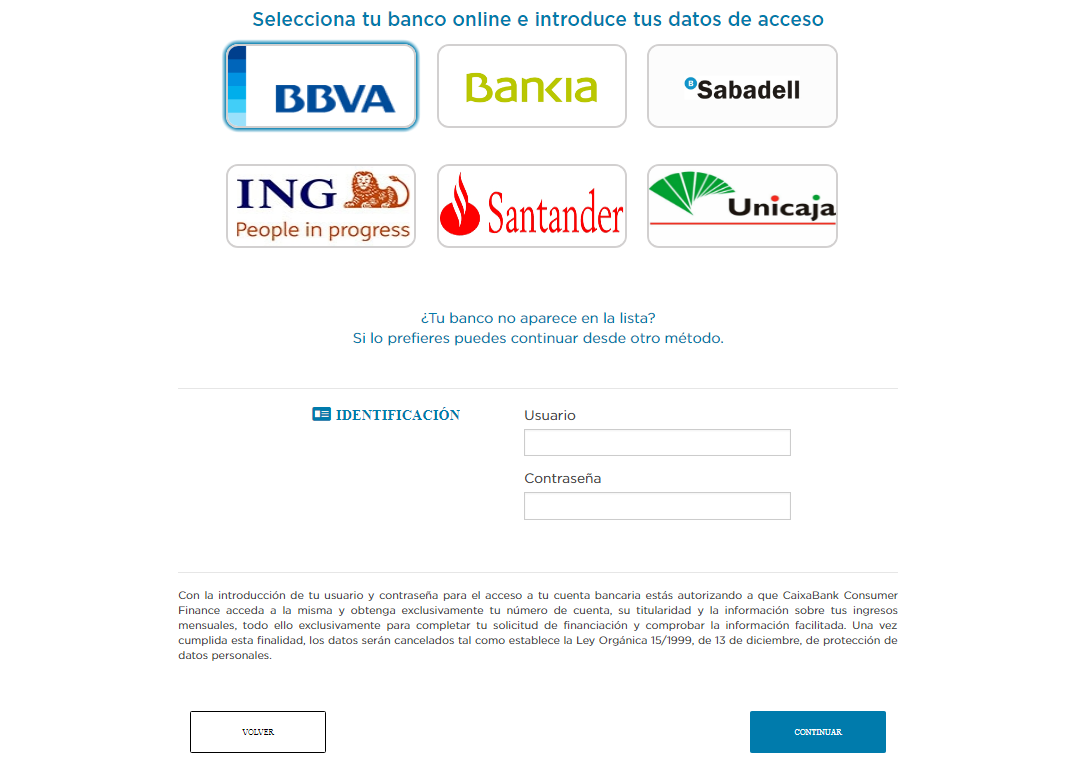 Selecciona tu banco online e introduce tus datos de acceso
BBVA
Bankia
B Sabadell
ING
People in progress
Santander
Unicaja
¿Tu banco no aparece en la lista?
Si lo prefieres puedes continuar desde otro método.
IDENTIFICACIÓN
Usuario
Contraseña
Con la introducción de tu usuario y contraseña para el acceso a tu cuenta bancaria estás autorizando a que CaixaBank Consumer
Finance acceda a la misma y obtenga exclusivamente tu número de cuenta, su titularidad y la información sobre tus ingresos
mensuales, todo ello exclusivamente para completar tu solicitud de financiación y comprobar la información facilitada. Una vez
cumplida esta finalidad, los datos serán cancelados tal como establece la Ley Orgánica 15/1999, de 13 de diciembre, de protección de
datos personales.
VOLVER
CONTINUAR